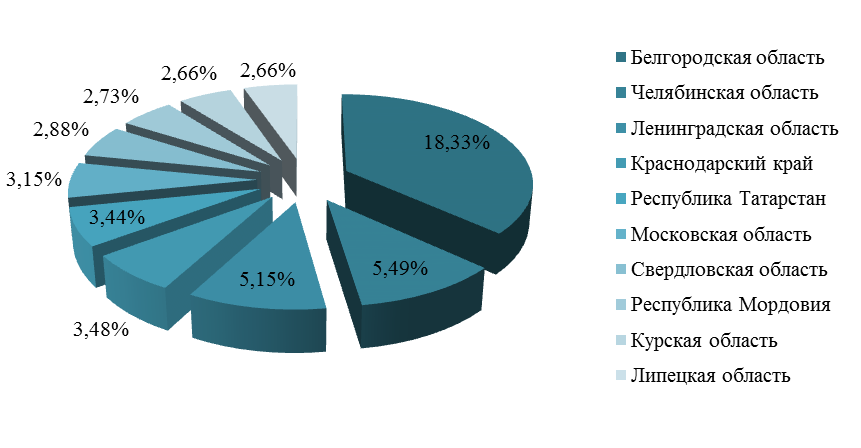 2,66%
2,66%
2,73%
2,88%
3,15%
3,44%
3,48%
5,15%
5,49%
18,33%
Белгородская область
Челябинская область
Ленинградская область
Краснодарский край
Республика Татарстан
Московская область
Свердловская область
Республика Мордовия
Курская область
Липецкая область